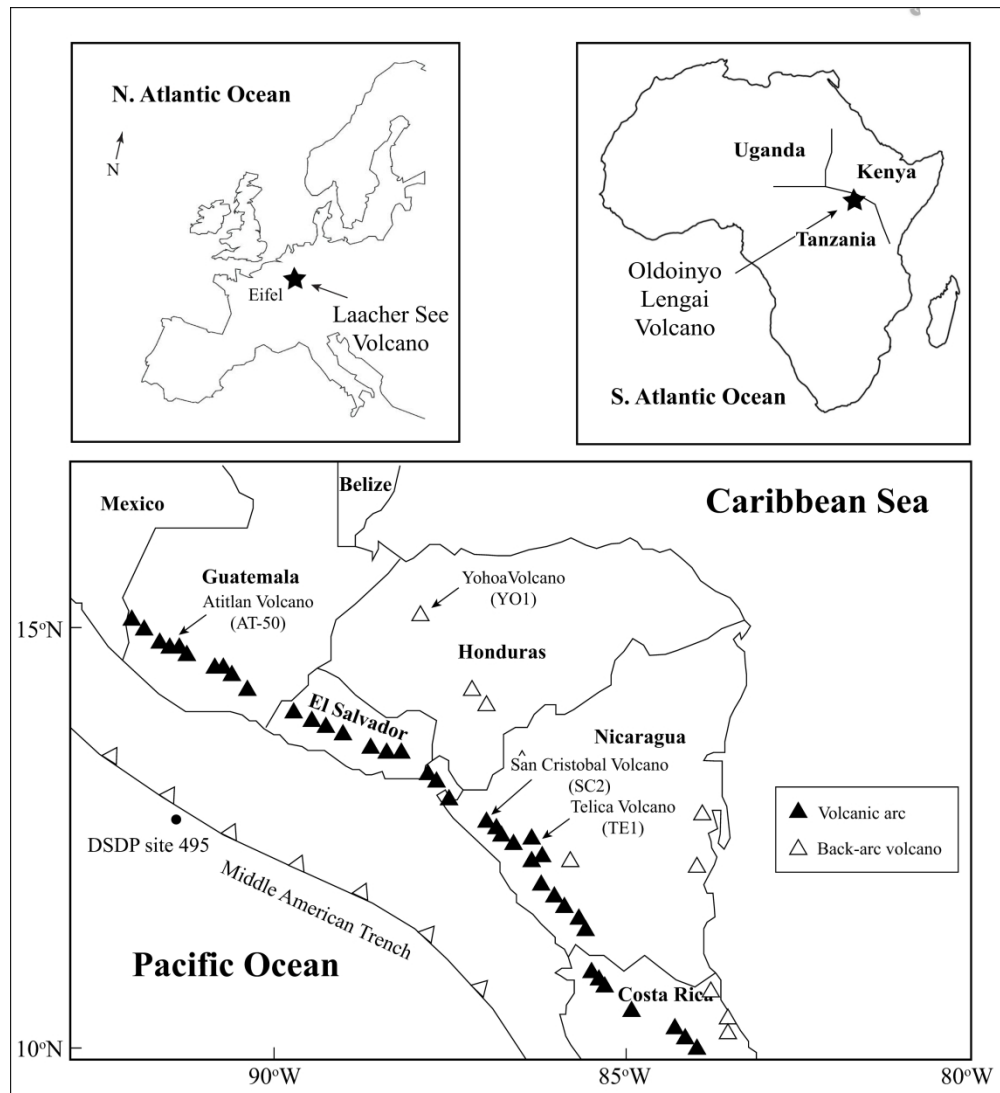 N. Atlantic Ocean
N
Eifel
Laacher See
Volcano
Uganda
Kenya
Tanzania
Oldoinyo
Lengai
Volcano
S. Atlantic Ocean
Mexico
Belize
Caribbean Sea
Guatemala
Atitlan Volcano
(AT-50)
YohoaVolcano
(YO1)
15°N
Honduras
El Salvador
Nicaragua
San Cristobal Volcano
(SC2)
Telica Volcano
(TE1)
Volcanic arc
Back-arc volcano
DSDP site 495
Middle American Trench
Pacific Ocean
Costa Rica
10°N
90°W
85°W
80°W